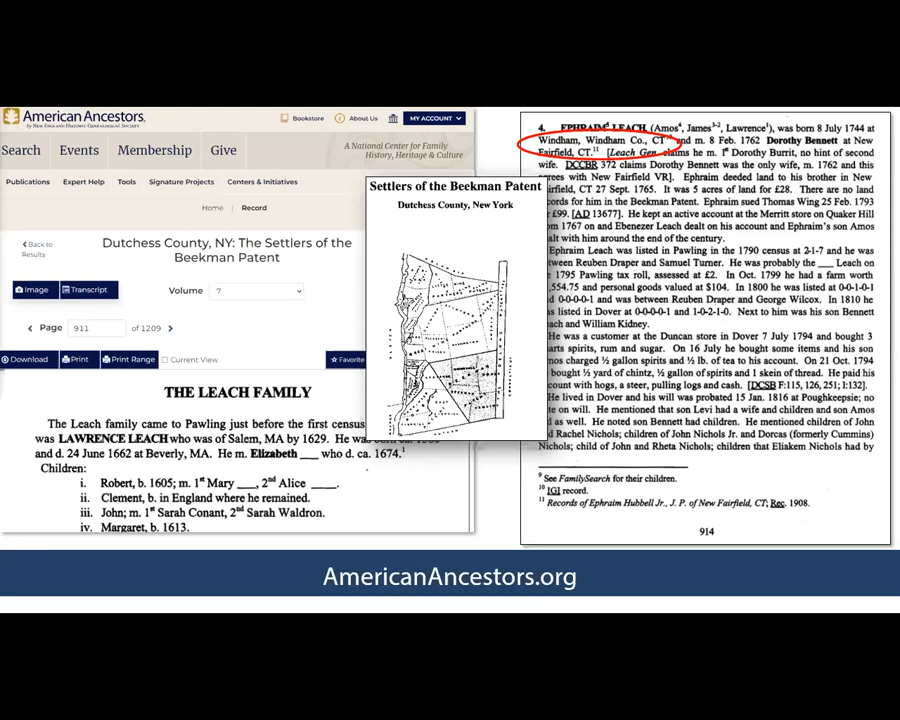 American Ancestors
by NEW ENGLAND HISTORIC GENEALOGICAL SOCIETY
Bookstore
About Us
MY ACCOUNT
Search
Events
Membership
Give
A National Center for Family
History, Heritage & Culture
Publications
Expert Help
Tools
Signature Projects
Centers & Initiatives
Home > Record
< Back to
Results
Dutchess County, NY: The Settlers of the
Beekman Patent
Image
Transcript
Volume
7
Page
911
of 1209
Download
Print
Print Range
Current View
Favorite
THE LEACH FAMILY
The Leach family came to Pawling just before the first census
was LAWRENCE LEACH who was of Salem, MA by 1629. He was born ca.
and d. 24 June 1662 at Beverly, MA. He m. Elizabeth ___ who d. ca. 1674.¹
Children:
i. Robert, b. 1605; m. 1st Mary ___, 2nd Alice ___.
ii. Clement, b. in England where he remained.
iii. John; m. 1st Sarah Conant, 2nd Sarah Waldron.
iv. Margaret, b. 1613.
Settlers of the Beekman Patent
Dutchess County, New York
4. EPHRAIM⁵ LEACH, (Amos⁴, James³⁻², Lawrence¹), was born 8 July 1744 at
Windham, Windham Co., CT¹⁰ and m. 8 Feb. 1762 Dorothy Bennett at New
Fairfield, CT.¹¹ [Leach Gen. claims he m. 1st Dorothy Burrit, no hint of second
wife. DCCBR 372 claims Dorothy Bennett was the only wife, m. 1762 and this
agrees with New Fairfield VR]. Ephraim deeded land to his brother in New
irfield, CT 27 Sept. 1765. It was 5 acres of land for £28. There are no land
cords for him in the Beekman Patent. Ephraim sued Thomas Wing 25 Feb. 1793
r £99. [AD 13677]. He kept an active account at the Merritt store on Quaker Hill
om 1767 on and Ebenezer Leach dealt on his account and Ephraim's son Amos
alt with him around the end of the century.
Ephraim Leach was listed in Pawling in the 1790 census at 2-1-7 and he was
tween Reuben Draper and Samuel Turner. He was probably the ___ Leach on
e 1795 Pawling tax roll, assessed at £2. In Oct. 1799 he had a farm worth
,554.75 and personal goods valued at $104. In 1800 he was listed at 0-0-1-0-1
d 0-0-0-0-1 and was between Reuben Draper and George Wilcox. In 1810 he
as listed in Dover at 0-0-0-0-1 and 1-0-2-1-0. Next to him was his son Bennett
each and William Kidney.
He was a customer at the Duncan store in Dover 7 July 1794 and bought 3
arts spirits, rum and sugar. On 16 July he bought some items and his son
mos charged ½ gallon spirits and ½ lb. of tea to his account. On 21 Oct. 1794
bought ½ yard of chintz, ½ gallon of spirits and 1 skein of thread. He paid his
count with hogs, a steer, pulling logs and cash. [DCSB F:115, 126, 251; I:132].
He lived in Dover and his will was probated 15 Jan. 1816 at Poughkeepsie; no
te on will. He mentioned that son Levi had a wife and children and son Amos
d as well. He noted son Bennett had children. He mentioned children of John
d Rachel Nichols; children of John Nichols Jr. and Dorcas (formerly Cummins)
Nichols; child of John and Rheta Nichols; children that Eliakem Nichols had by
⁹ See FamilySearch for their children.
¹⁰ IGI record.
¹¹ Records of Ephraim Hubbell Jr., J. P. of New Fairfield, CT; Rec. 1908.
914
AmericanAncestors.org